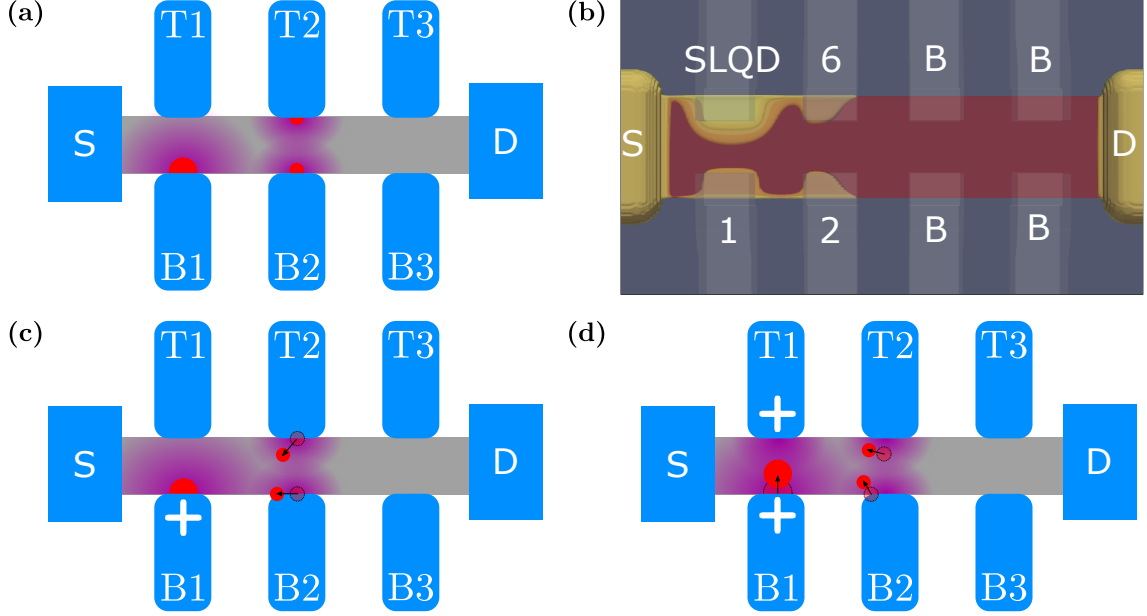 (a)
T1 T2 T3
S D
B1 B2 B3
(b)
SLQD 6 B B
S D
1 2 B B
(c)
T1 T2 T3
S D
+
B1 B2 B3
(d)
T1 T2 T3
+
S D
+
B1 B2 B3